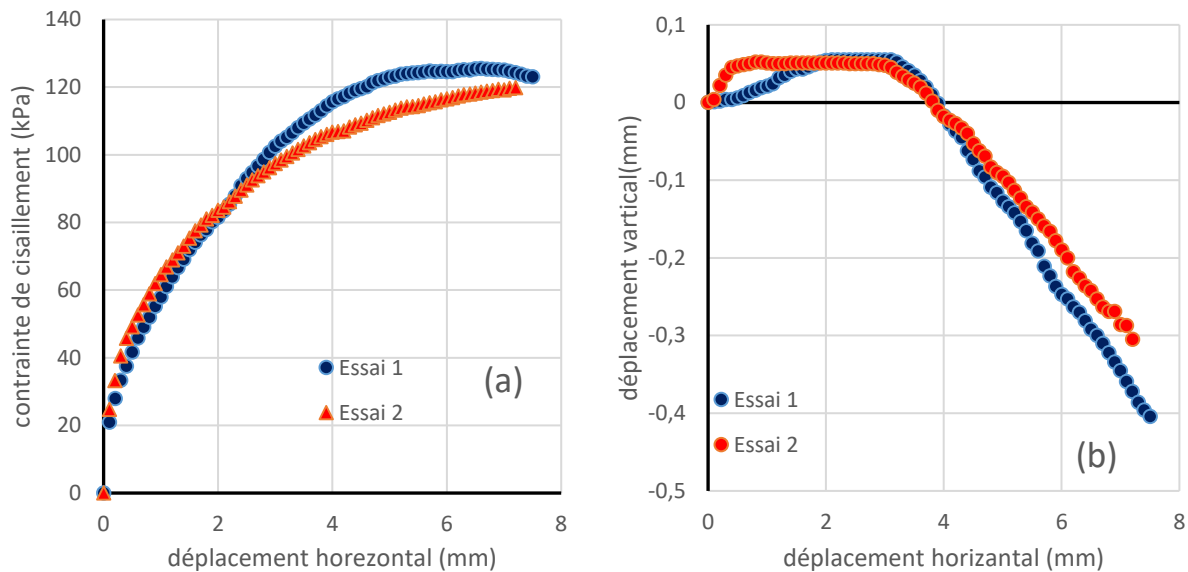 contrainte de cisaillement (kPa)
140
120
100
80
60
40
20
0
Essai 1
Essai 2
(a)
0 2 4 6 8
déplacement horezontal (mm)
déplacement vartical(mm)
0,1
0
-0,1
-0,2
-0,3
-0,4
-0,5
0 2 4 6 8
Essai 1
Essai 2
(b)
déplacement horizantal (mm)